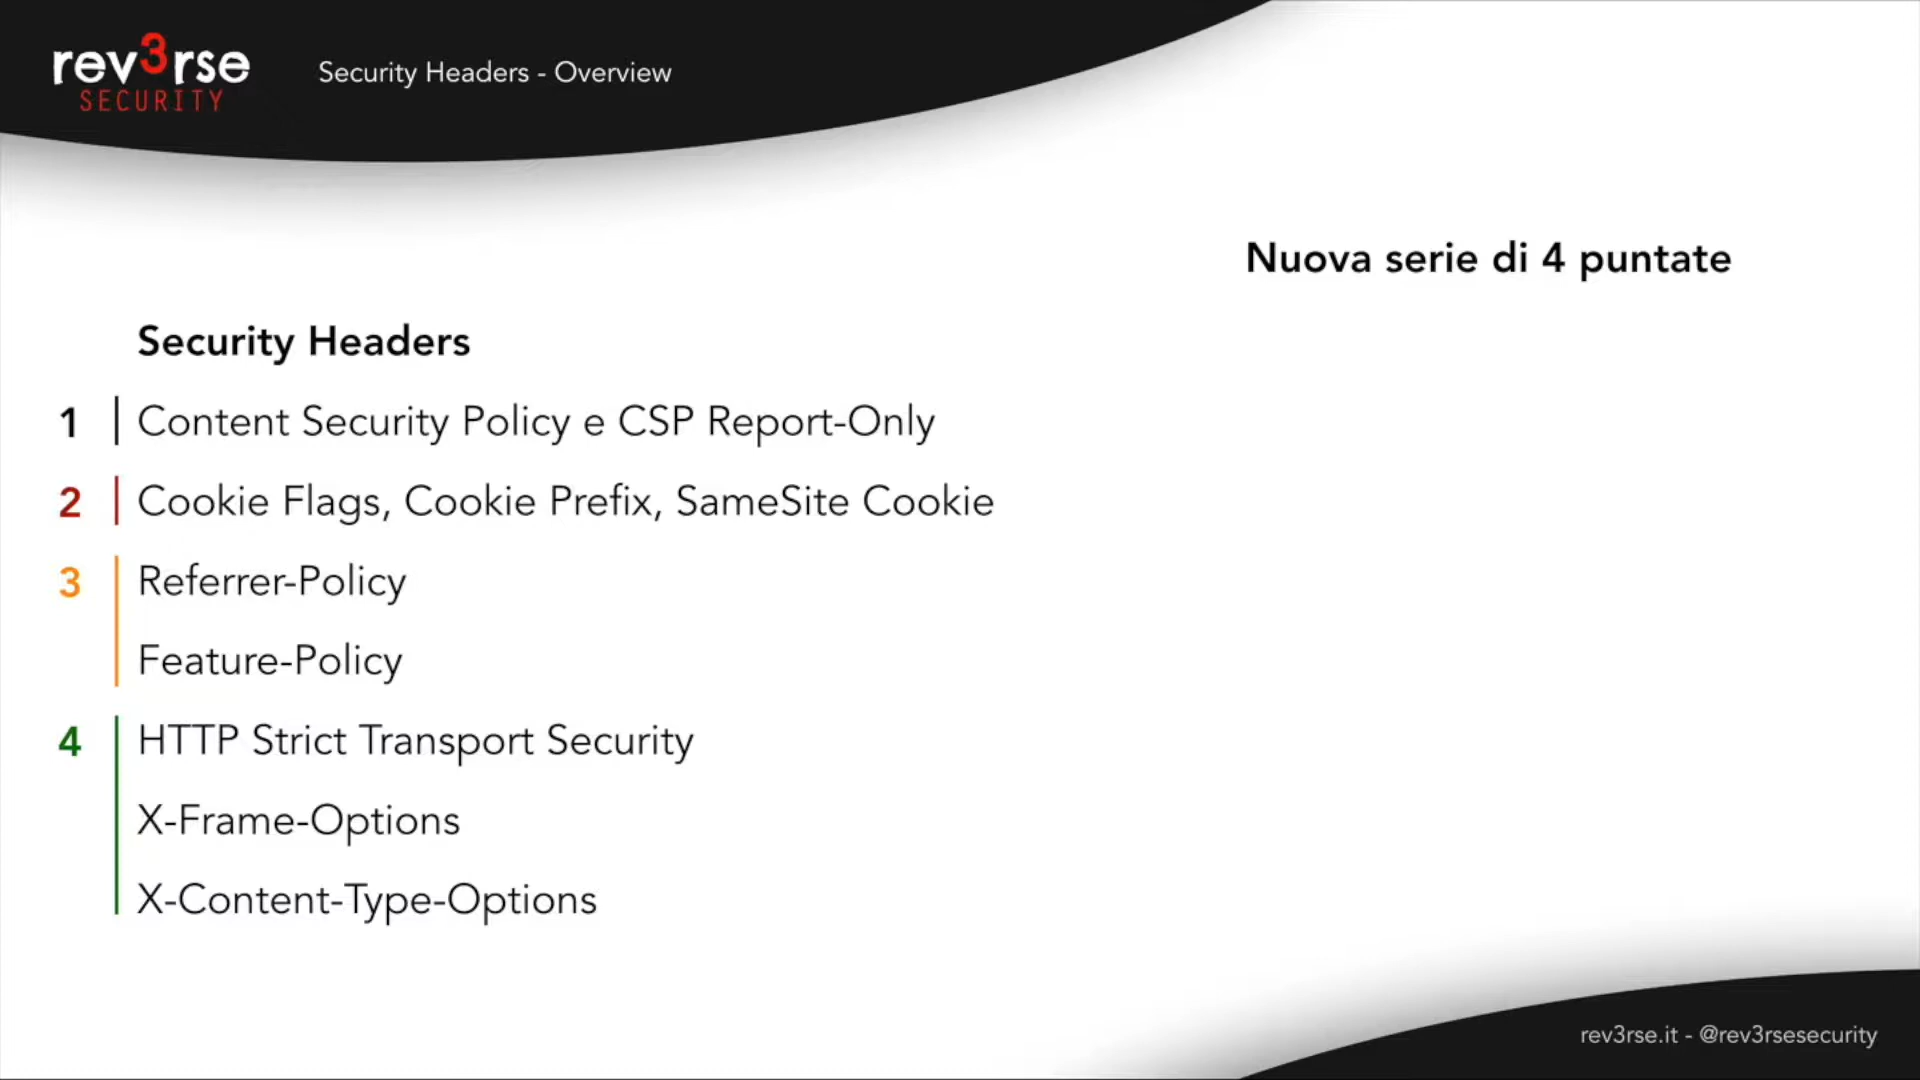 rev3rse
SECURITY
Security Headers - Overview
Nuova serie di 4 puntate
Security Headers
1 Content Security Policy e CSP Report-Only
2 Cookie Flags, Cookie Prefix, SameSite Cookie
3 Referrer-Policy
Feature-Policy
4 HTTP Strict Transport Security
X-Frame-Options
X-Content-Type-Options
rev3rse.it - @rev3rsesecurity